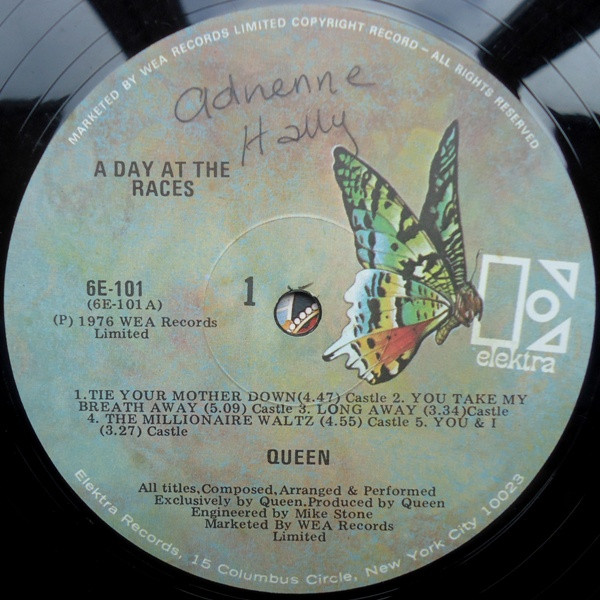 MARKETED BY WEA RECORDS LIMITED COPYRIGHT RECORD - ALL RIGHTS RESERVED
Adrienne
Hally
A DAY AT THE
RACES
6E-101
(6E-101A)
(P) 1976 WEA Records
Limited
1
elektra
1.TIE YOUR MOTHER DOWN(4.47) Castle 2. YOU TAKE MY
BREATH AWAY (5.09) Castle 3. LONG AWAY (3.34)Castle
4. THE MILLIONAIRE WALTZ (4.55) Castle 5. YOU & I
(3.27) Castle
QUEEN
All titles,Composed,Arranged & Performed
Exclusively by Queen.Produced by Queen
Engineered by Mike Stone
Marketed By WEA Records
Limited
Elektra Records, 15 Columbus Circle, New York City 10023